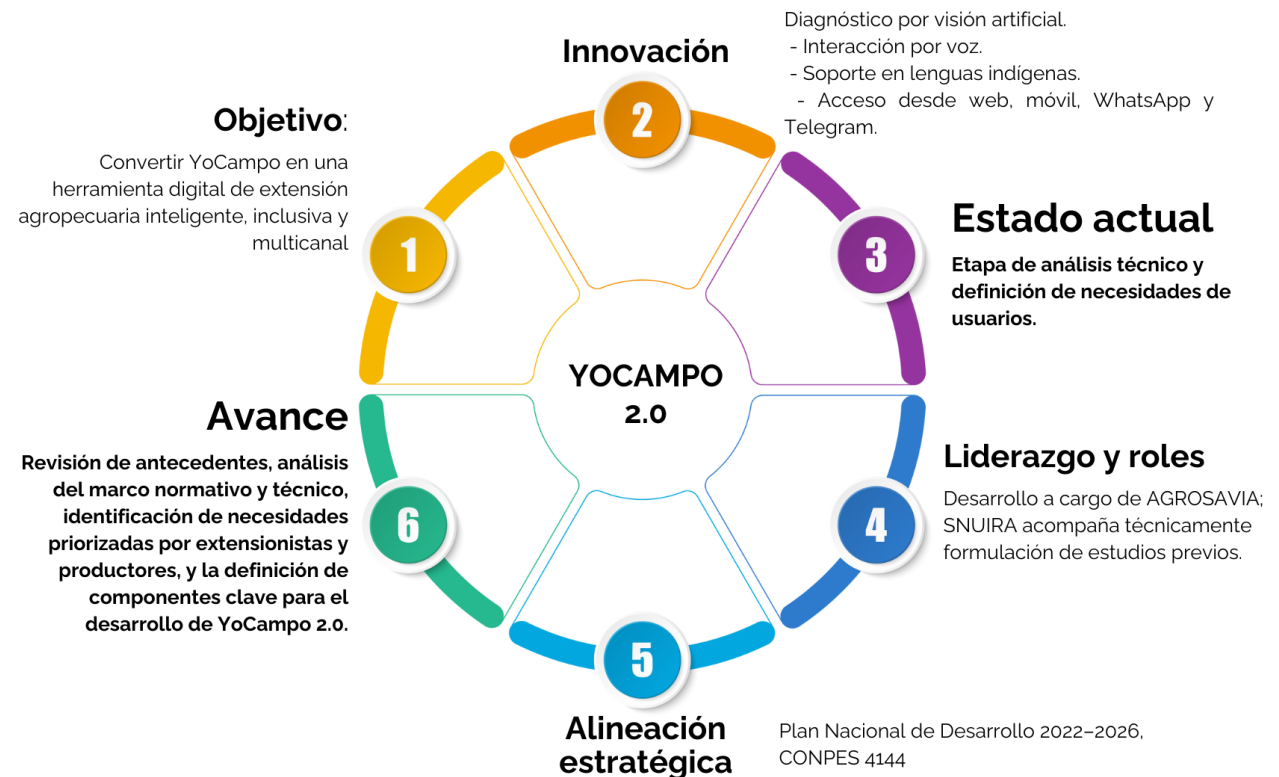 Objetivo:
Convertir YoCampo en una
herramienta digital de extensión
agropecuaria inteligente, inclusiva y
multicanal
1
Innovación
2
Diagnóstico por visión artificial.
- Interacción por voz.
- Soporte en lenguas indígenas.
- Acceso desde web, móvil, WhatsApp y
Telegram.
3
Estado actual
Etapa de análisis técnico y
definición de necesidades de
usuarios.
YOCAMPO
2.0
4
Liderazgo y roles
Desarrollo a cargo de AGROSAVIA;
SNUIRA acompaña técnicamente
formulación de estudios previos.
5
Alineación
estratégica
Plan Nacional de Desarrollo 2022–2026,
CONPES 4144
6
Avance
Revisión de antecedentes, análisis
del marco normativo y técnico,
identificación de necesidades
priorizadas por extensionistas y
productores, y la definición de
componentes clave para el
desarrollo de YoCampo 2.0.